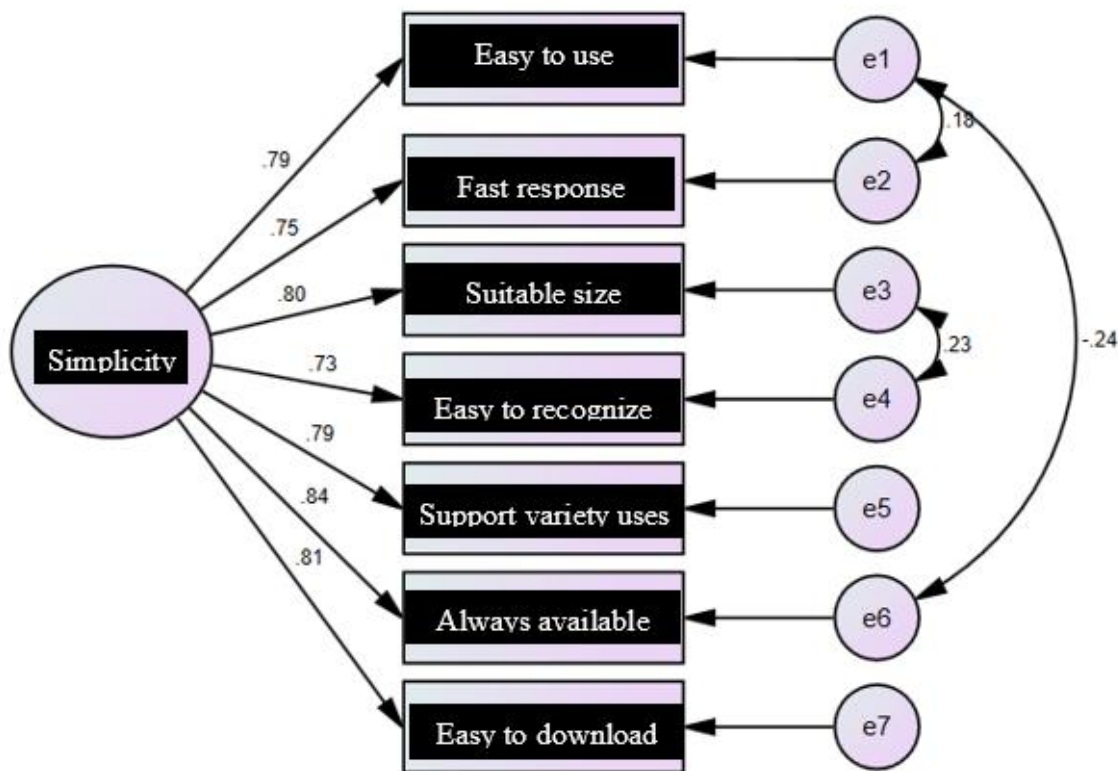 Easy to use
e1
.18
.79
Fast response
e2
.75
Suitable size
e3
.80
Simplicity
.23
-.24
.73
Easy to recognize
e4
.79
Support variety uses
e5
.84
Always available
e6
.81
Easy to download
e7